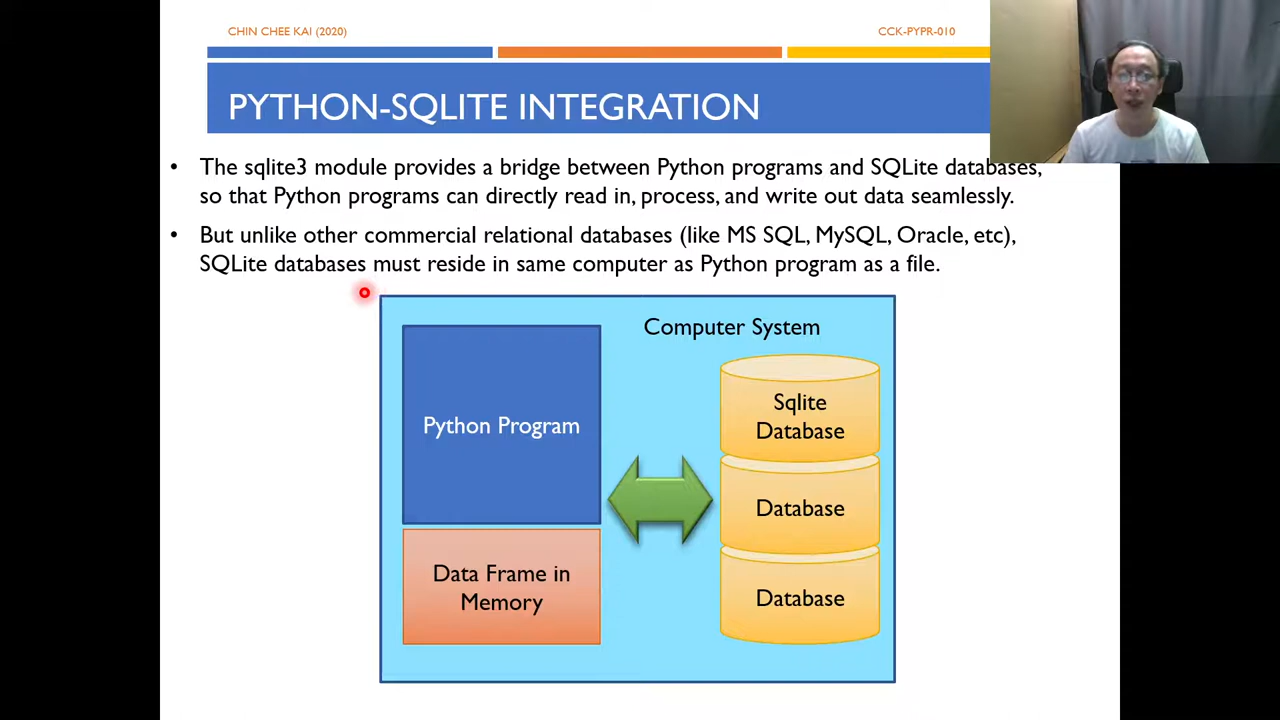 CHIN CHEE KAI (2020)
CCK-PYPR-010
PYTHON-SQLITE INTEGRATION
• The sqlite3 module provides a bridge between Python programs and SQLite databases,
so that Python programs can directly read in, process, and write out data seamlessly.
• But unlike other commercial relational databases (like MS SQL, MySQL, Oracle, etc),
SQLite databases must reside in same computer as Python program as a file.
Computer System
Python Program
Sqlite
Database
Database
Data Frame in
Memory
Database